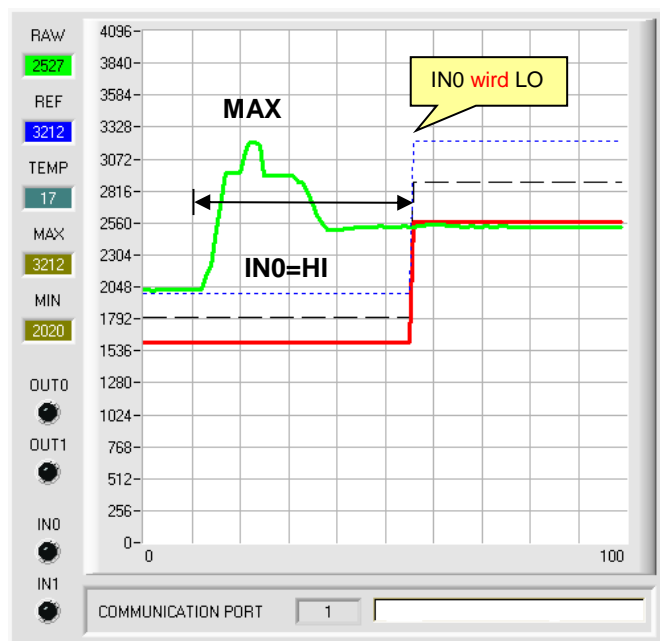 RAW
2527
REF
3212
TEMP
17
MAX
3212
MIN
2020
OUT0
OUT1
IN0
IN1
4096
3840
3584
3328
3072
2816
2560
2304
2048
1792
1536
1280
1024
768
512
256
0
0
100
MAX
IN0=HI
IN0 wird LO
COMMUNICATION PORT
1